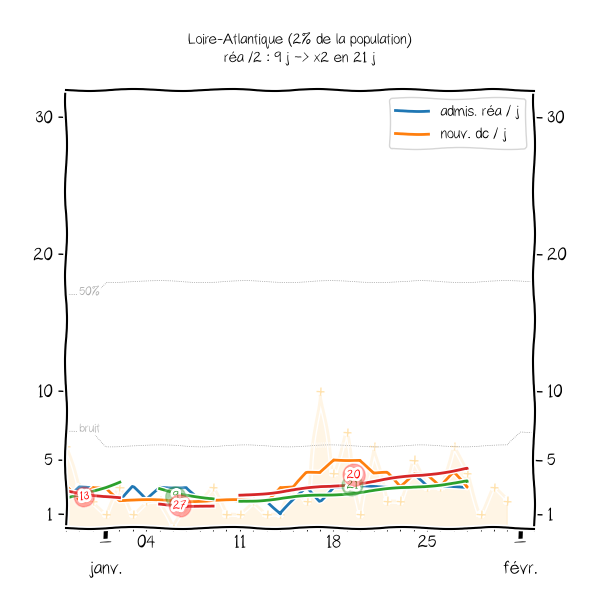 Loire-Atlantique (2% de la population)
réa /2 : 9 j -> x2 en 21 j
admis. réa / j
nouv. dc / j
30
30
20
20
50%
10
10
bruit
5
5
20
21
13
9
27
1
1
04
11
18
25
janv.
févr.